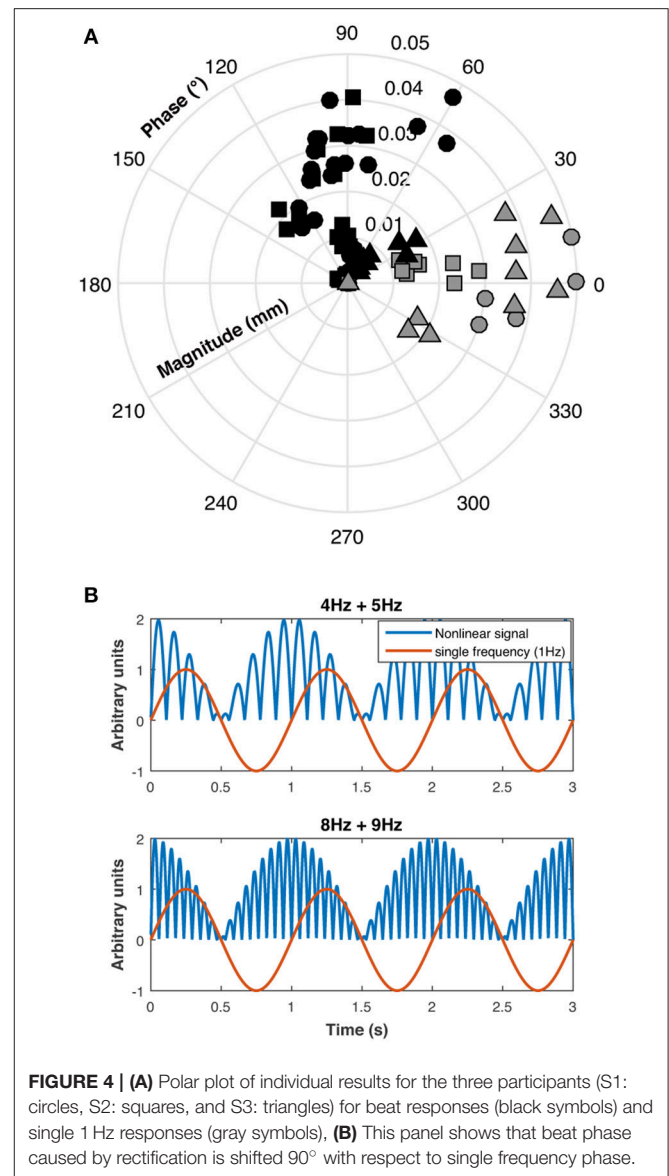 A
90
0.05
120
60
0.04
Phase (°)
0.03
150
30
0.02
0.01
180
0
Magnitude (mm)
210
330
240
300
270
B
4Hz + 5Hz
2
Nonlinear signal
single frequency (1Hz)
1
Arbitrary units
0
-1
0 0.5 1 1.5 2 2.5 3
8Hz + 9Hz
2
1
Arbitrary units
0
-1
0 0.5 1 1.5 2 2.5 3
Time (s)
FIGURE 4 | (A) Polar plot of individual results for the three participants (S1:
circles, S2: squares, and S3: triangles) for beat responses (black symbols) and
single 1 Hz responses (gray symbols), (B) This panel shows that beat phase
caused by rectification is shifted 90° with respect to single frequency phase.